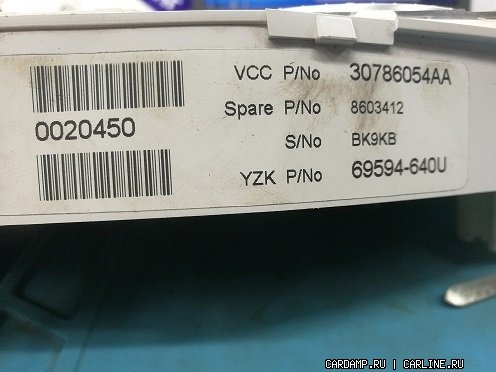 VCC P/No 30786054AA
Spare P/No 8603412
0020450
S/No BK9KB
YZK P/No 69594-640U
CARDAMP.RU | CARLINE.RU